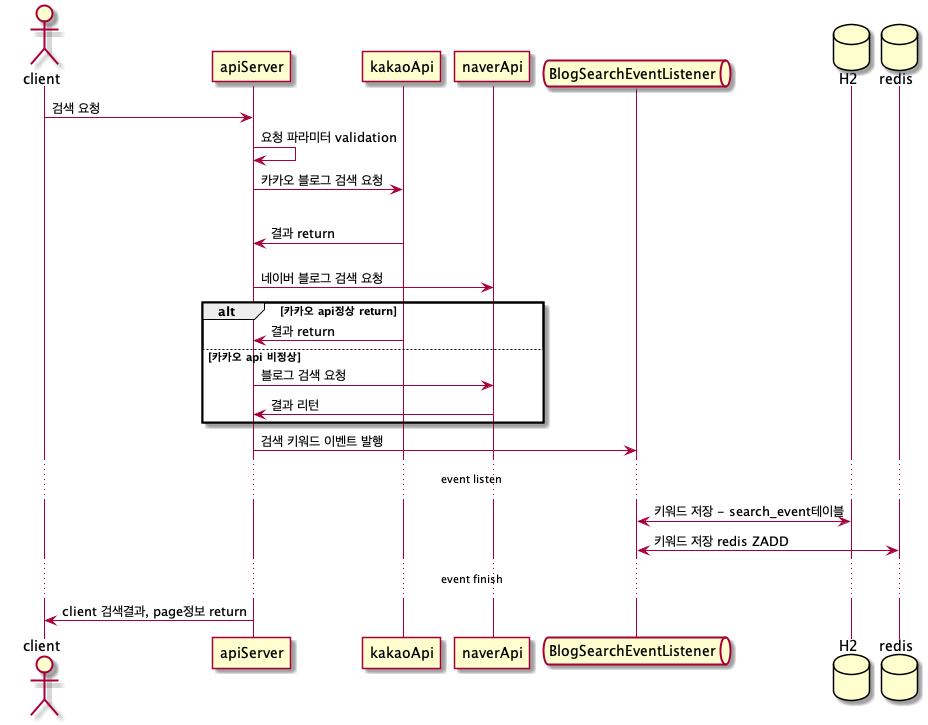 client
apiServer
kakaoApi
naverApi
BlogSearchEventListener
H2
redis
검색 요청
요청 파라미터 validation
카카오 블로그 검색 요청
결과 return
네이버 블로그 검색 요청
alt
[카카오 api정상 return]
결과 return
[카카오 api 비정상]
블로그 검색 요청
결과 리턴
검색 키워드 이벤트 발행
event listen
키워드 저장 - search_event테이블
키워드 저장 redis ZADD
event finish
client 검색결과, page정보 return
client
apiServer
kakaoApi
naverApi
BlogSearchEventListener
H2
redis